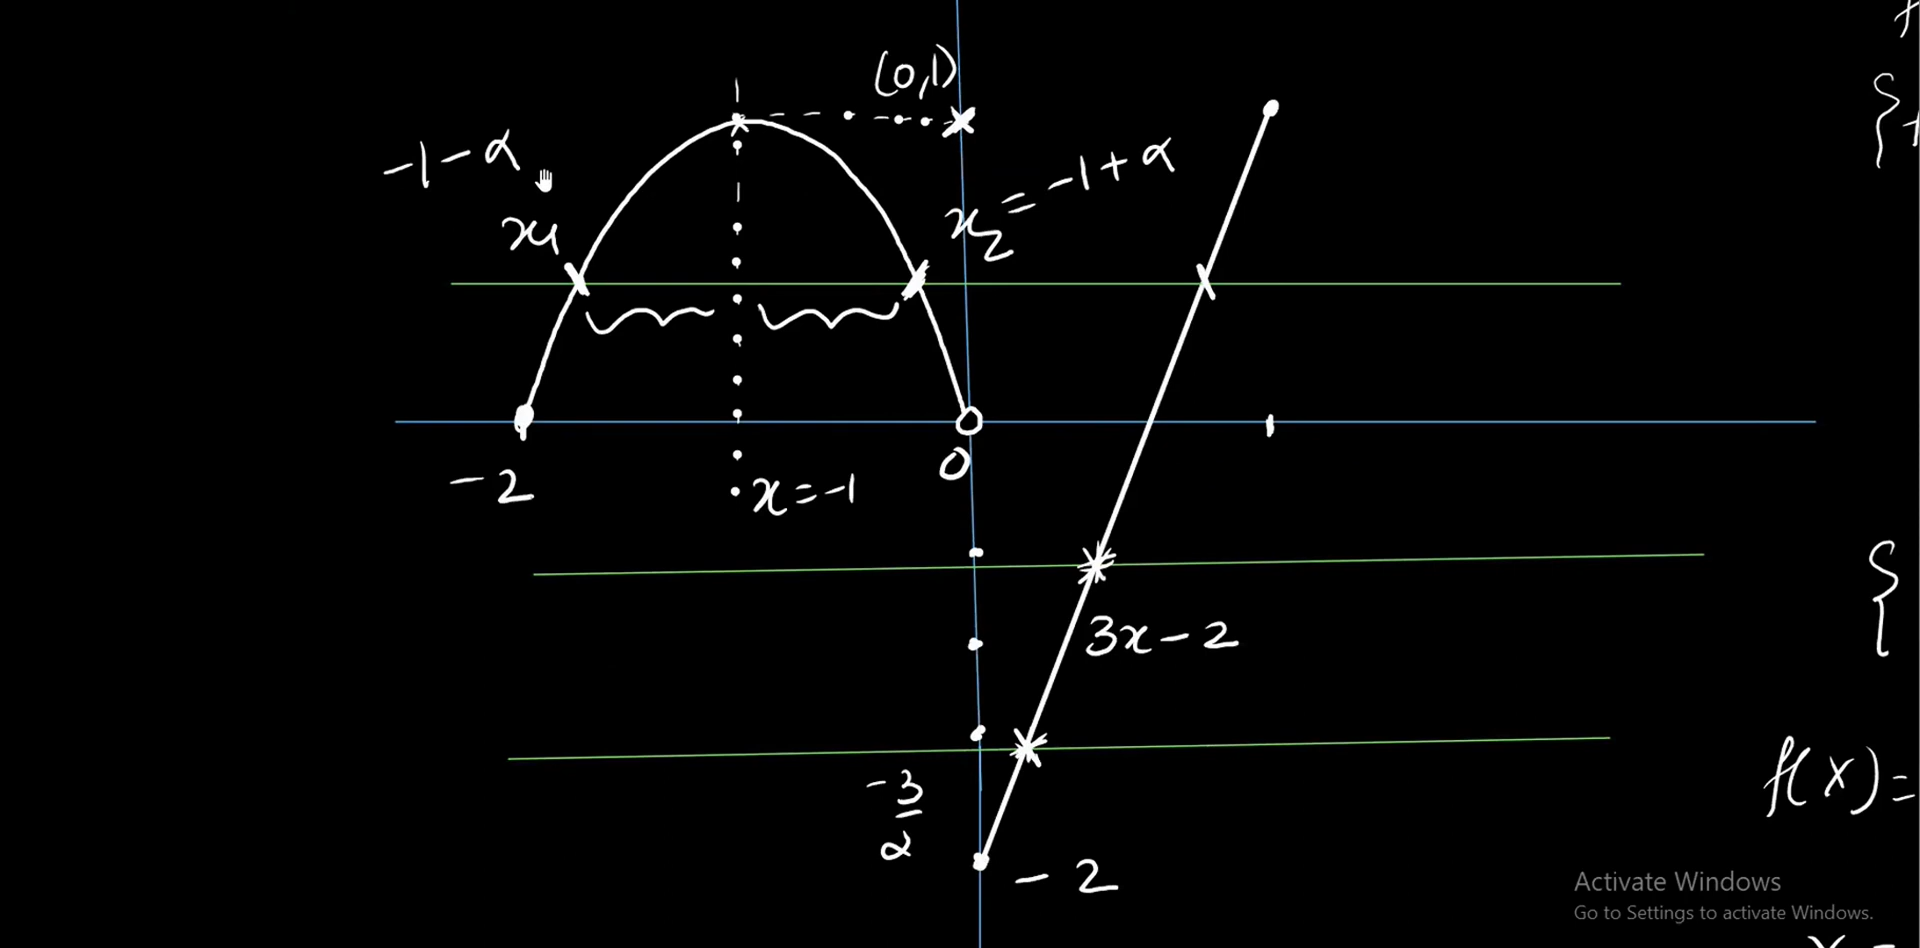 (0,1)
-1-α
x₁
x₂ = -1+α
-2
0
x=-1
3x-2
-3/2
-2
f(x)=
Activate Windows
Go to Settings to activate Windows.